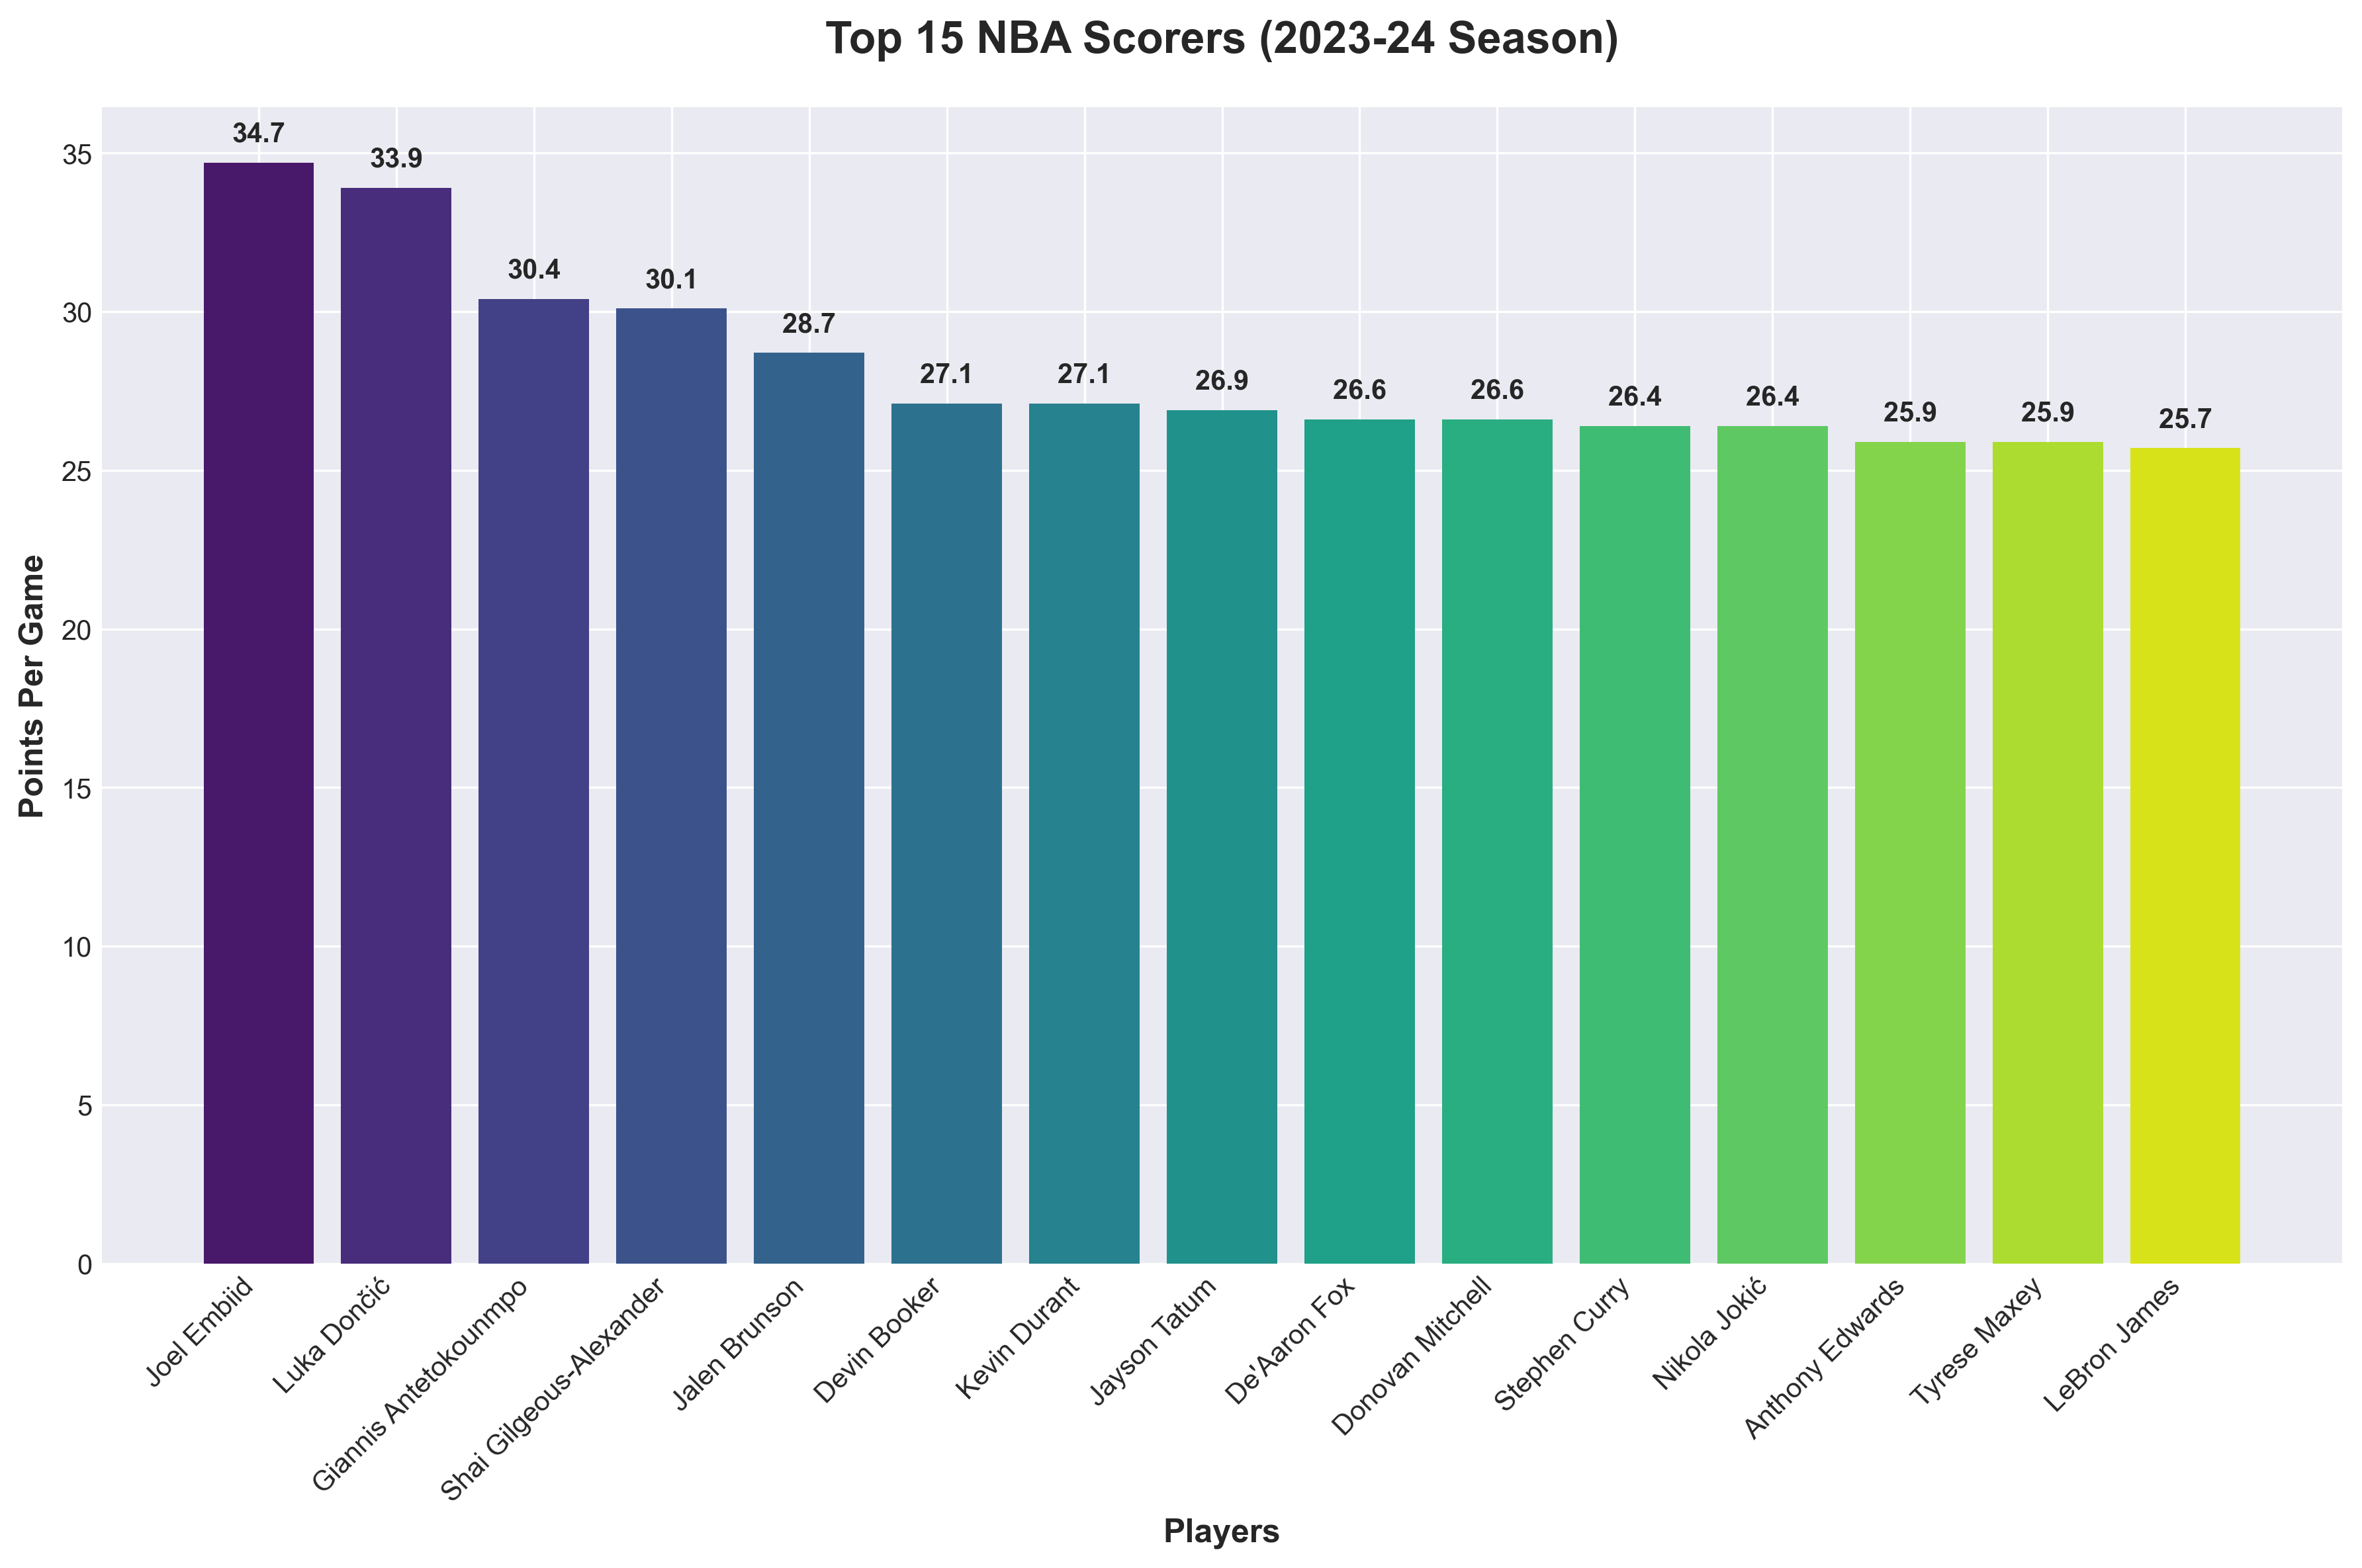 Top 15 NBA Scorers (2023-24 Season)
Points Per Game
35
30
25
20
15
10
5
0
34.7
33.9
30.4
30.1
28.7
27.1
27.1
26.9
26.6
26.6
26.4
26.4
25.9
25.9
25.7
Joel Embiid
Luka Dončić
Giannis Antetokounmpo
Shai Gilgeous-Alexander
Jalen Brunson
Devin Booker
Kevin Durant
Jayson Tatum
De'Aaron Fox
Donovan Mitchell
Stephen Curry
Nikola Jokić
Anthony Edwards
Tyrese Maxey
LeBron James
Players